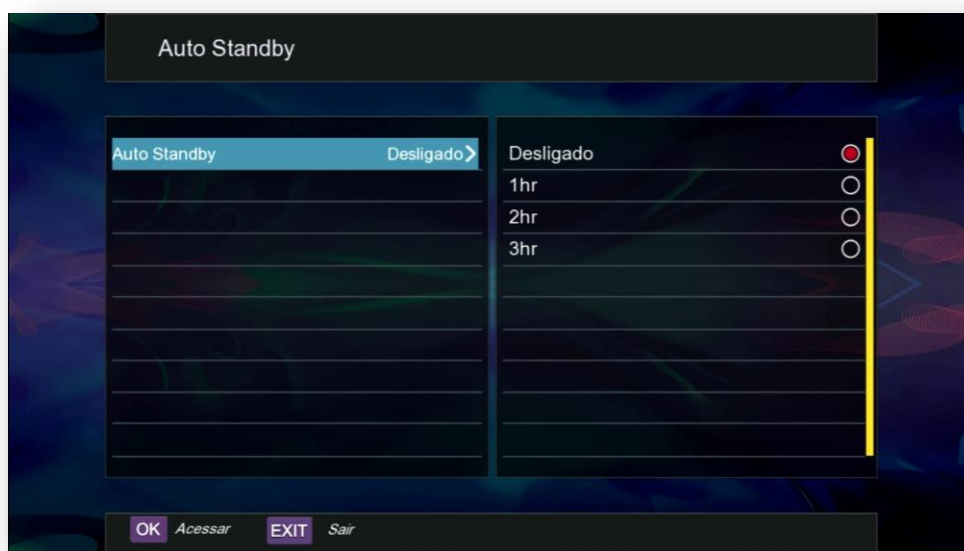 Auto Standby
Auto Standby Desligado
Desligado
1hr
2hr
3hr
OK Acessar EXIT Sair